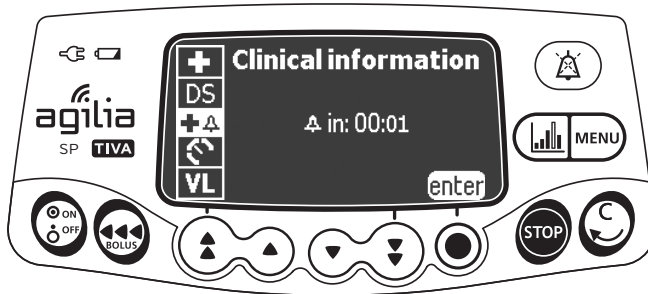 Clinical information
DS
in: 00:01
VL
enter
agilia
SP TIVA
MENU
ON
OFF
BOLUS
STOP
C